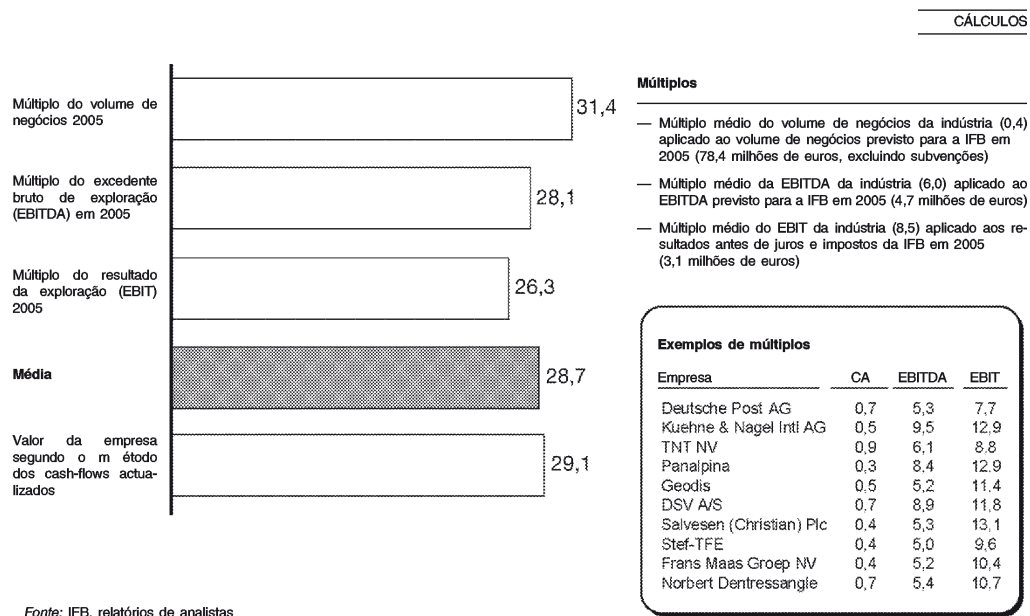 CÁLCULOS
Múltiplo do volume de
negócios 2005
31,4
Múltiplo do excedente
bruto de exploração
(EBITDA) em 2005
28,1
Múltiplo do resultado
da exploração (EBIT)
2005
26,3
Média
28,7
Valor da empresa
segundo o m étodo
dos cash-flows actua-
lizados
29,1
Múltiplos
— Múltiplo médio do volume de negócios da indústria (0,4)
aplicado ao volume de negócios previsto para a IFB em
2005 (78,4 milhões de euros, excluindo subvenções)
— Múltiplo médio da EBITDA da indústria (6,0) aplicado ao
EBITDA previsto para a IFB em 2005 (4,7 milhões de euros)
— Múltiplo médio do EBIT da indústria (8,5) aplicado aos re-
sultados antes de juros e impostos da IFB em 2005
(3,1 milhões de euros)
Exemplos de múltiplos
Empresa CA EBITDA EBIT
Deutsche Post AG 0,7 5,3 7,7
Kuehne & Nagel Intl AG 0,5 9,5 12,9
TNT NV 0,9 6,1 8,8
Panalpina 0,3 8,4 12,9
Geodis 0,5 5,2 11,4
DSV A/S 0,7 8,9 11,8
Salvesen (Christian) Plc 0,4 5,3 13,1
Stef-TFE 0,4 5,0 9,6
Frans Maas Groep NV 0,4 5,2 10,4
Norbert Dentressangle 0,7 5,4 10,7
Fonte: IFB, relatórios de analistas